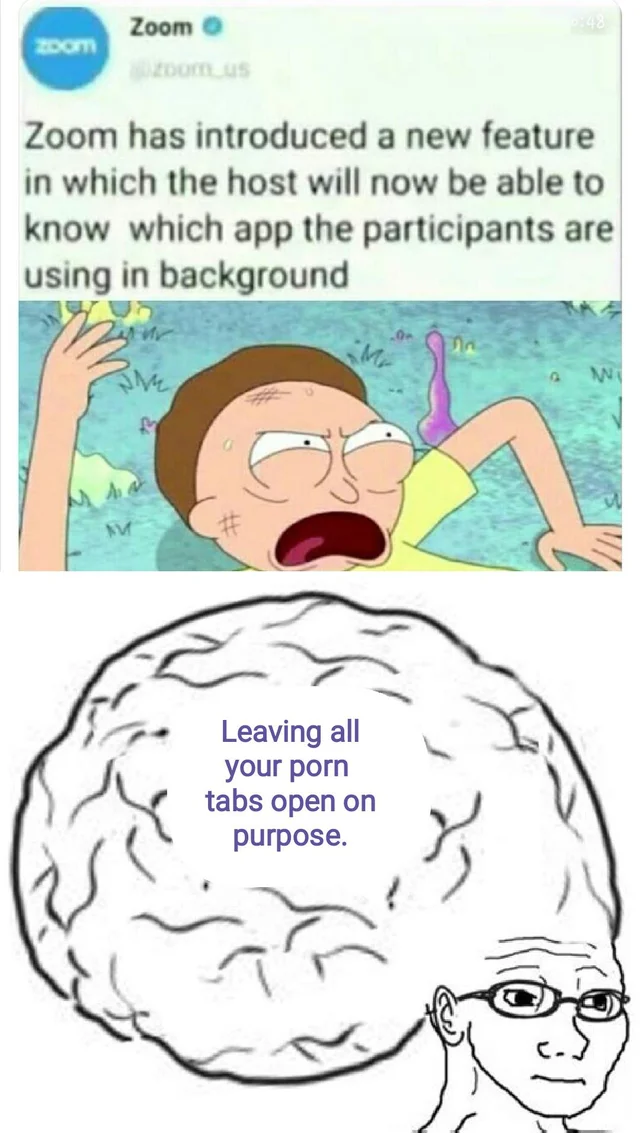 zoom
Zoom
@zoom_us
Zoom has introduced a new feature
in which the host will now be able to
know which app the participants are
using in background
Leaving all
your porn
tabs open on
purpose.